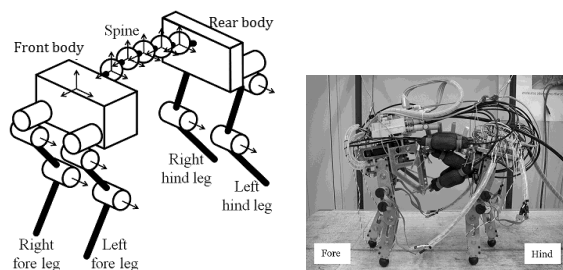 Spine
Rear body
Front body
Right
hind leg
Left
hind leg
Right
fore leg
Left
fore leg
Fore
Hind